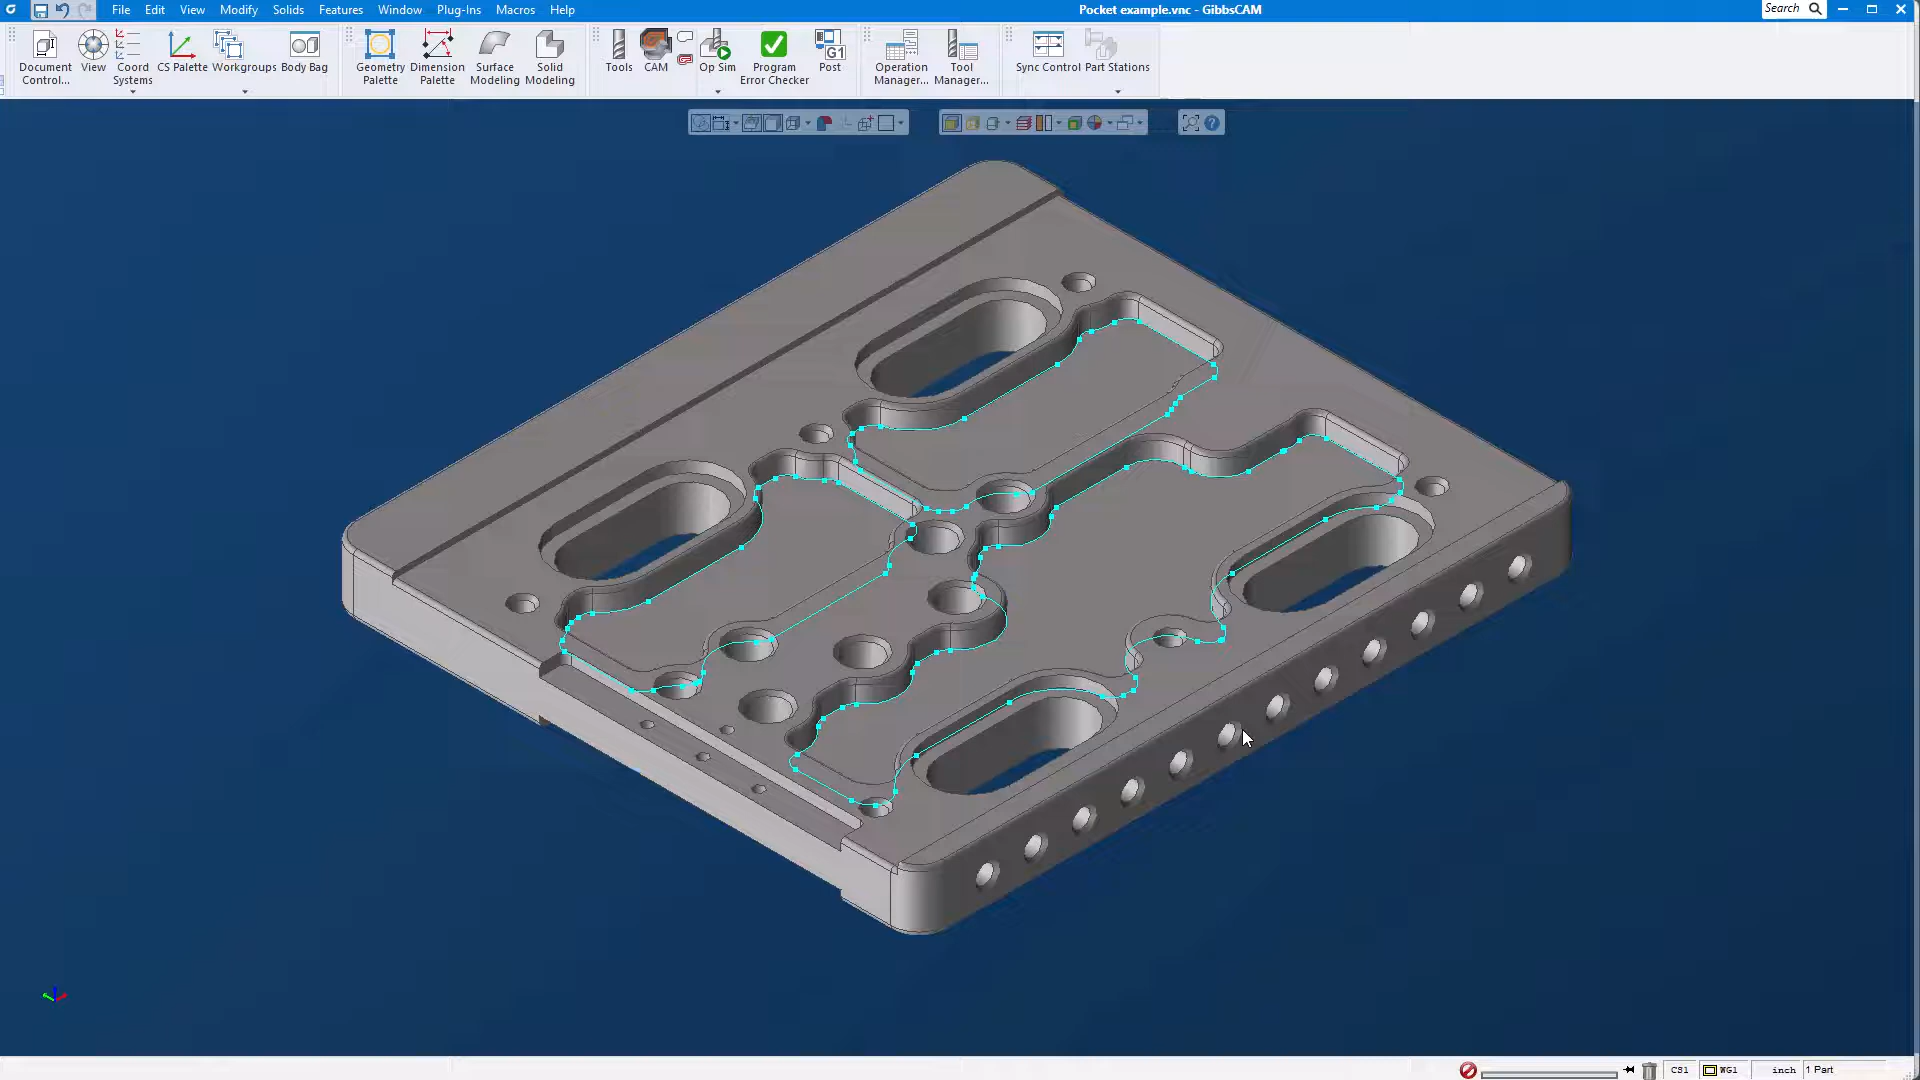 Pocket example.vnc - GibbsCAM
Search
File Edit View Modify Solids Features Window Plug-Ins Macros Help
Document Control...
View
Coord Systems
CS Palette
Workgroups
Body Bag
Geometry Palette
Dimension Palette
Surface Modeling
Solid Modeling
Tools
CAM
Op Sim
Program Error Checker
G1
Post
Operation Manager...
Tool Manager...
Sync Control
Part Stations
?
CS1 WG1 inch 1 Part